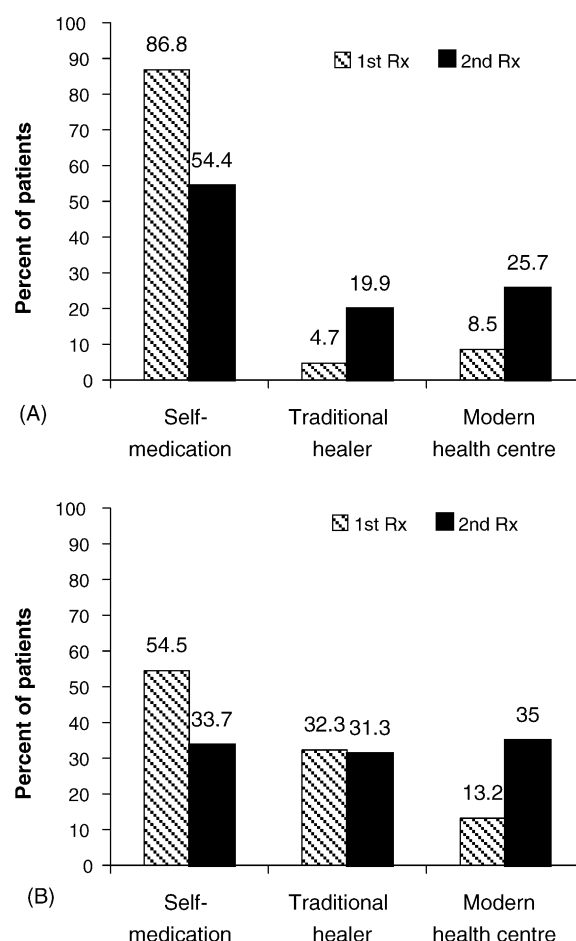 100
90
80
70
60
50
40
30
20
10
0
Percent of patients
1st Rx 2nd Rx
86.8
54.4
4.7
19.9
8.5
25.7
(A)
Self-medication
Traditional healer
Modern health centre
100
90
80
70
60
50
40
30
20
10
0
Percent of patients
1st Rx 2nd Rx
54.5
33.7
32.3
31.3
13.2
35
(B)
Self-medication
Traditional healer
Modern health centre